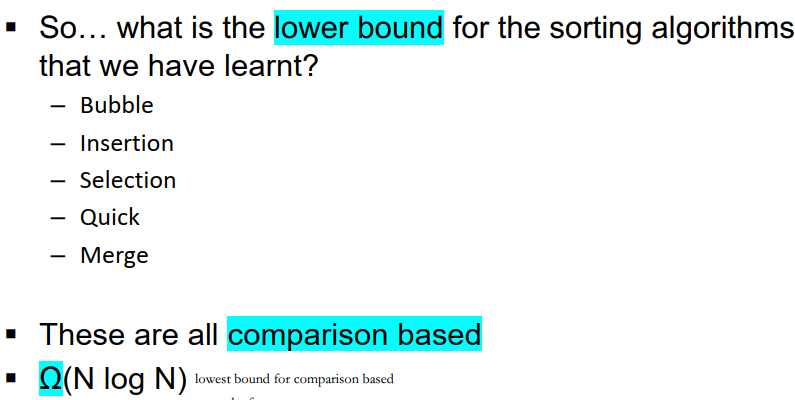 ▪ So… what is the lower bound for the sorting algorithms
that we have learnt?
– Bubble
– Insertion
– Selection
– Quick
– Merge
▪ These are all comparison based
▪ Ω(N log N) lowest bound for comparison based